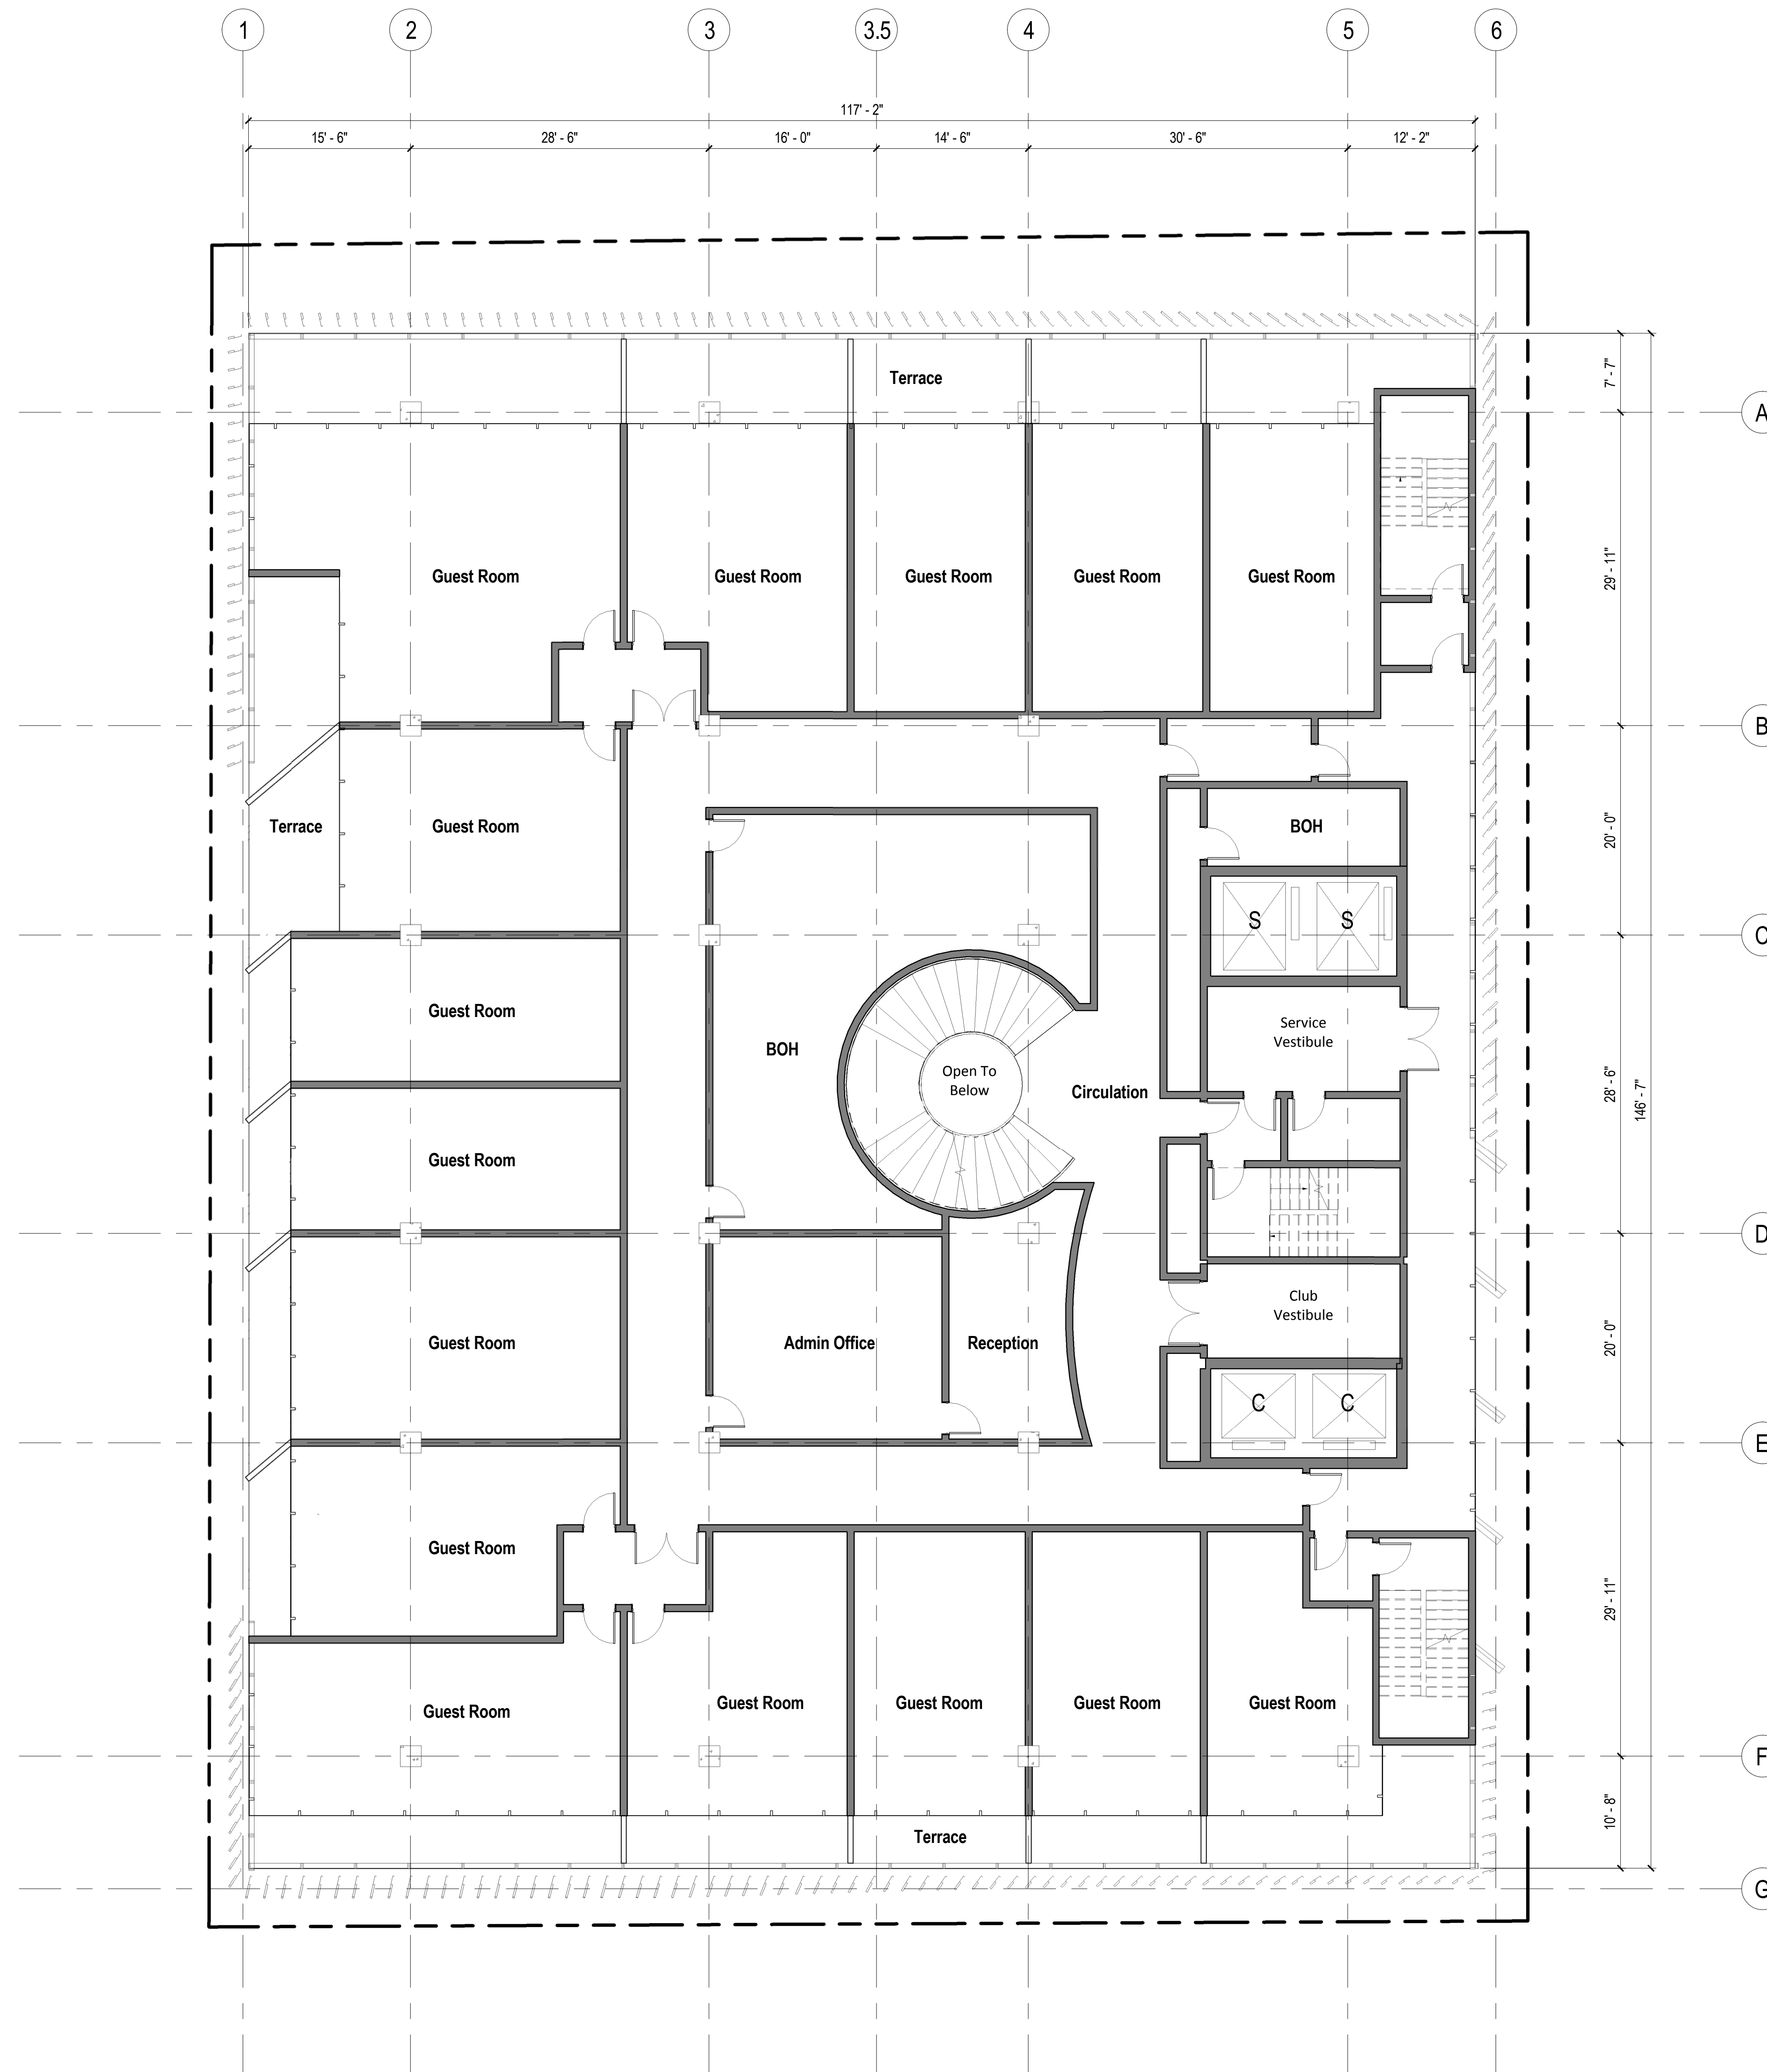 1 2 3 3.5 4 5 6
117' - 2"
15' - 6" 28' - 6" 16' - 0" 14' - 6" 30' - 6" 12' - 2"
7' - 7"
Terrace
A
29' - 11"
Guest Room Guest Room Guest Room Guest Room Guest Room
B
Terrace Guest Room BOH 20' - 0"
S S
C
Guest Room
Service
Vestibule
BOH
Open To
Below
Circulation
28' - 6"
146' - 7"
Guest Room
D
Club
Vestibule
Guest Room Admin Office Reception
20' - 0"
C C
E
Guest Room
29' - 11"
Guest Room Guest Room Guest Room Guest Room Guest Room
F
10' - 8"
Terrace
G